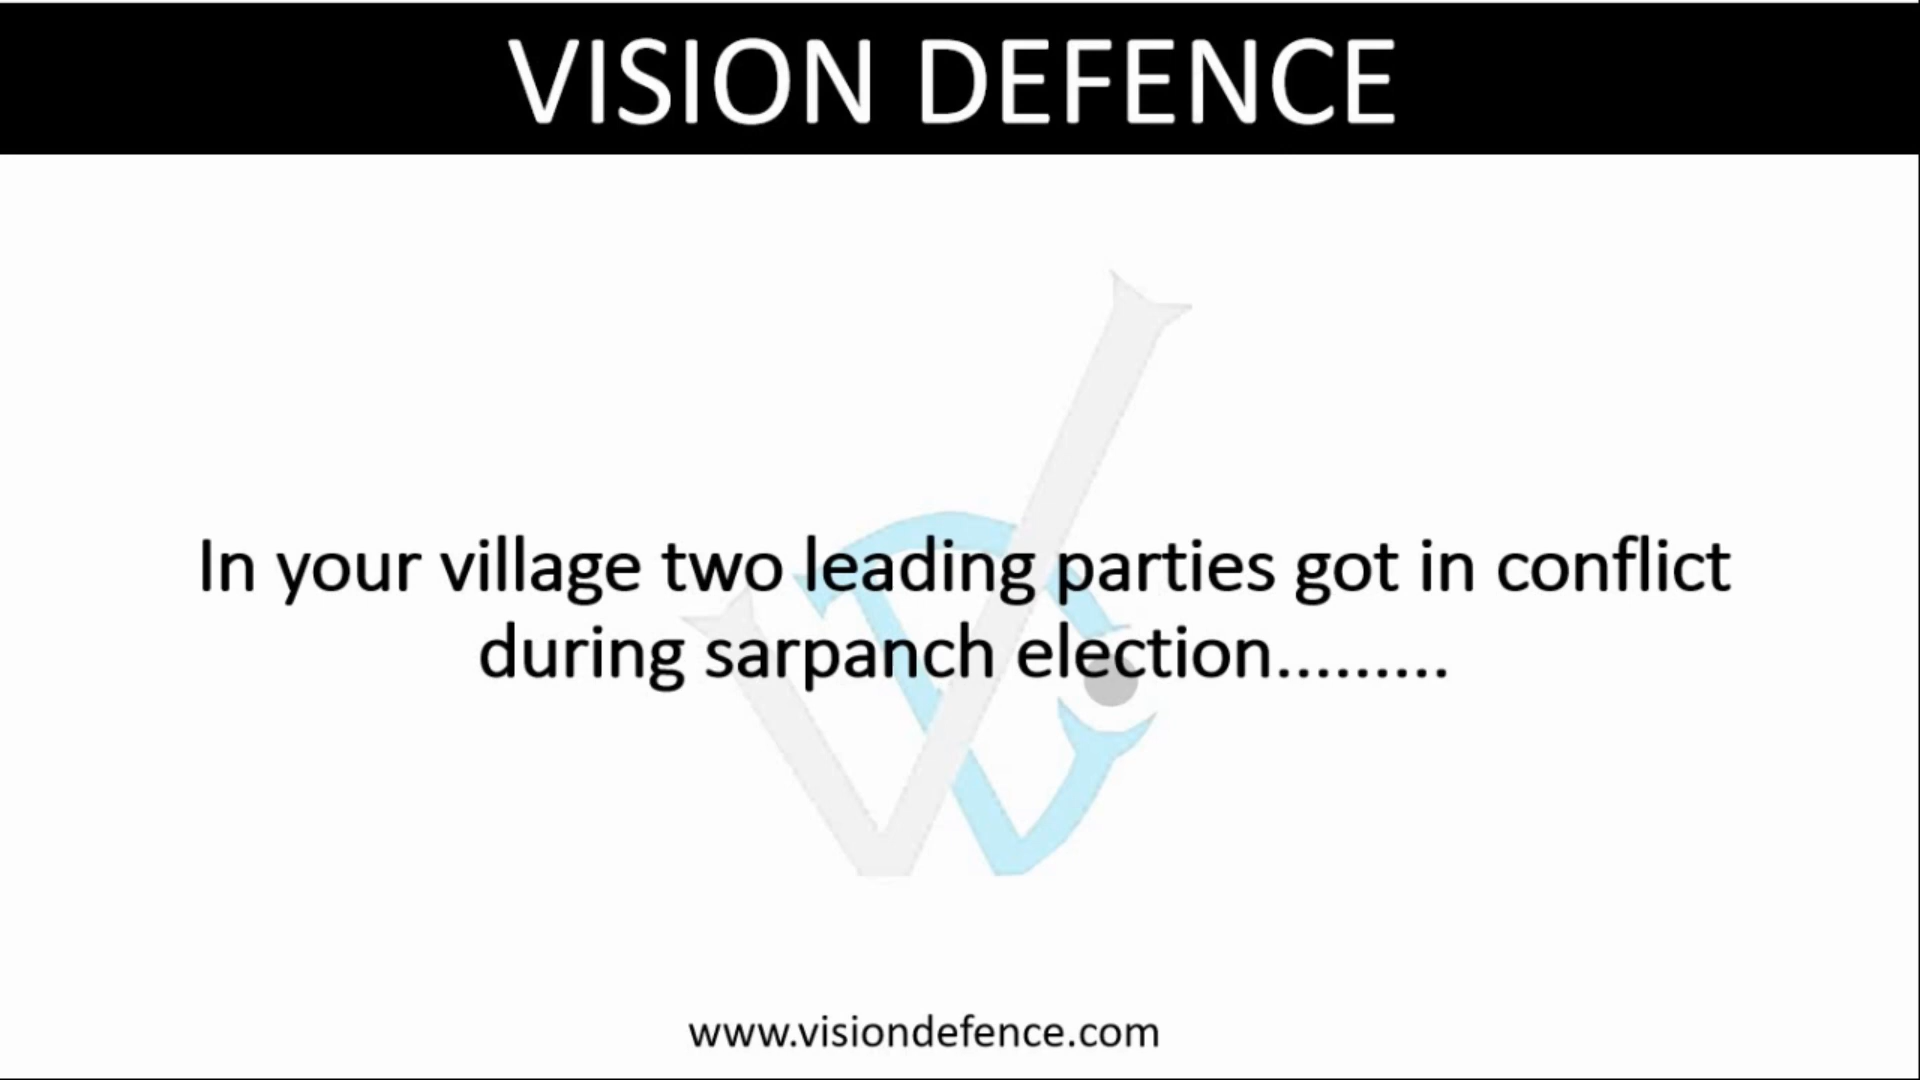 VISION DEFENCE
In your village two leading parties got in conflict
during sarpanch election.........
www.visiondefence.com